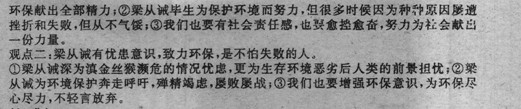 环保献出全部精力;②梁从诫毕生为保护环境而努力,但很多时候因为种种原因屡遭
挫折和失败,但从不气馁;③我们也要有社会责任感,也要愈挫愈奋,努力为社会献出
一份力量。
观点二:梁从诫有忧患意识,致力环保,是不怕失败的人。
①梁从诫深为滇金丝猴濒危的情况忧虑,更为生存环境恶劣后人类的前景担忧;②梁
从诫为环境保护奔走呼吁,殚精竭虑,屡败屡战;③我们也要增强环保意识,为环保尽
心尽力,不轻言放弃。